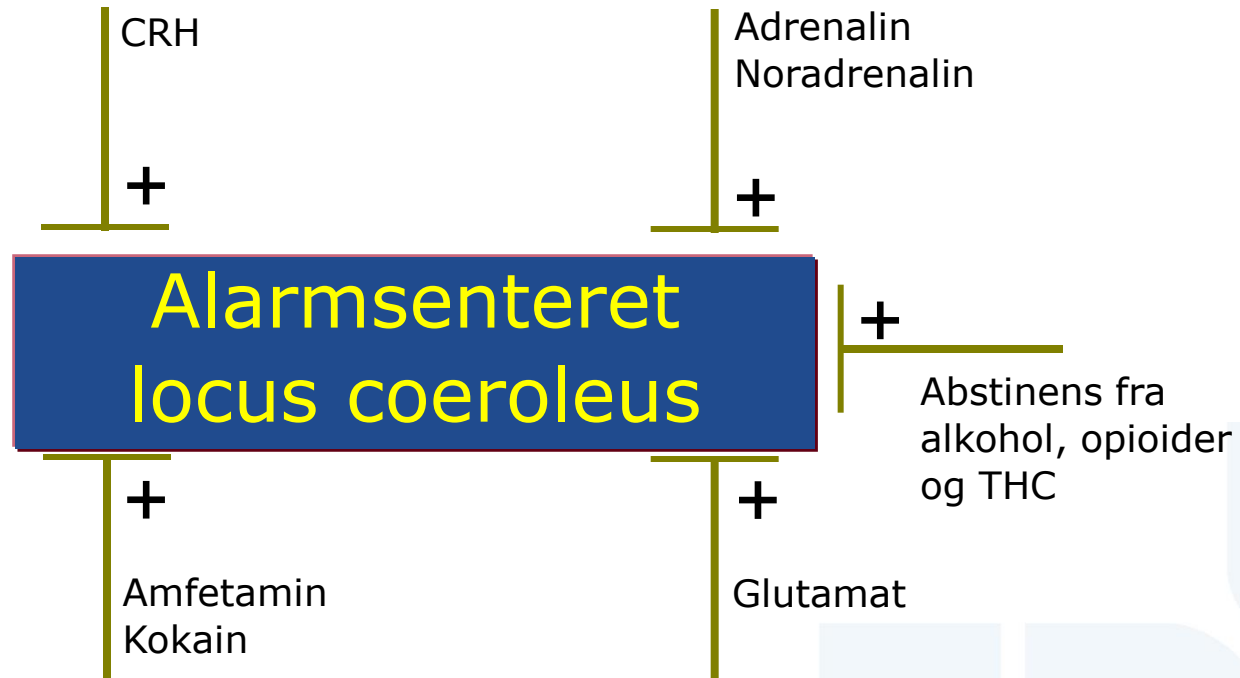 CRH
Adrenalin
Noradrenalin
+
+
Alarmsenteret
locus coeroleus
+
Abstinens fra
alkohol, opioider
og THC
+
+
Amfetamin
Kokain
Glutamat